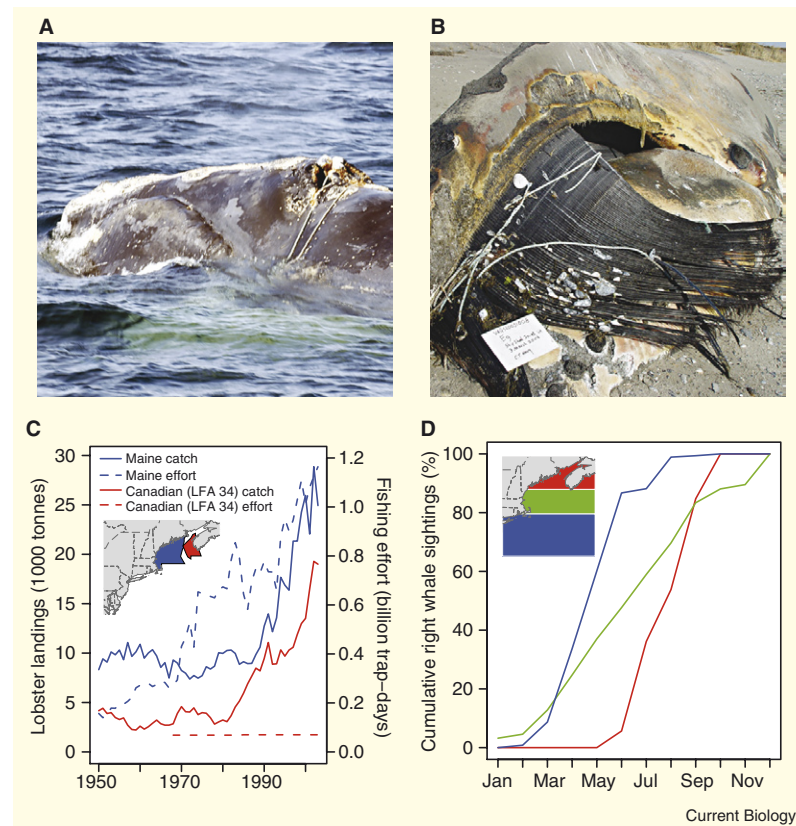 A
B
C
D
Maine catch
Maine effort
Canadian (LFA 34) catch
Canadian (LFA 34) effort
Lobster landings (1000 tonnes)
30
25
20
15
10
5
0
1950
1970
1990
1.2
1.0
0.8
0.6
0.4
0.2
0.0
Fishing effort (billion trap–days)
Cumulative right whale sightings (%)
100
80
60
40
20
0
Jan
Mar
May
Jul
Sep
Nov
Current Biology